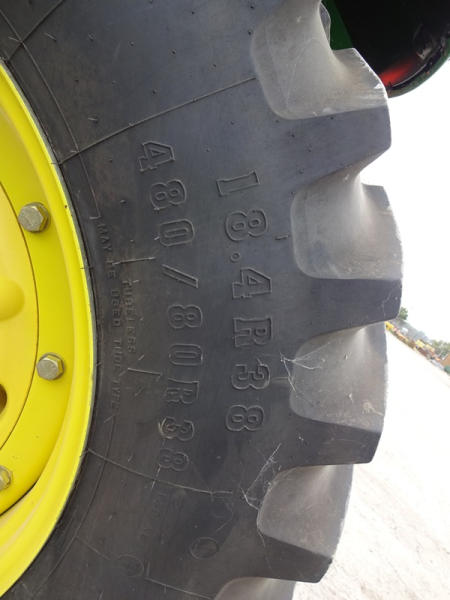 18.4R38
480/80R38
TUBELESS
MAY BE USED TUBE TYPE